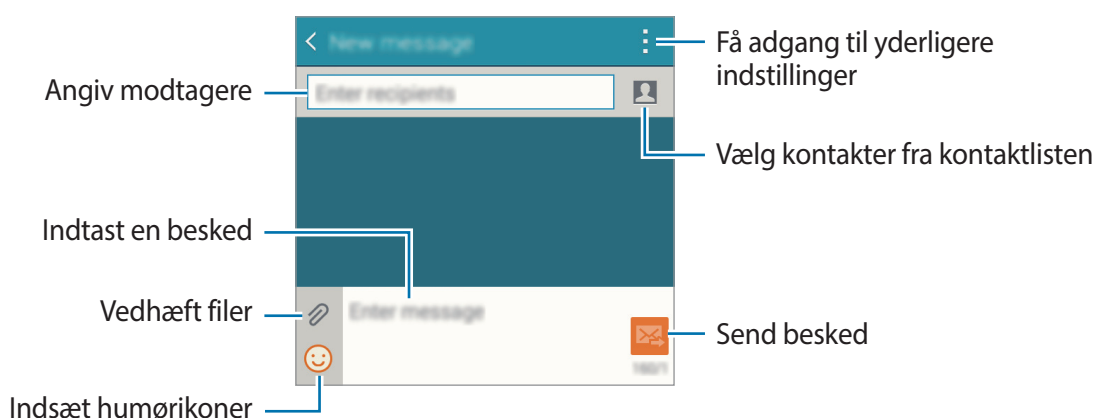 New message
Få adgang til yderligere
indstillinger
Angiv modtagere
Enter recipients
Vælg kontakter fra kontaktlisten
Indtast en besked
Vedhæft filer
Enter message
Send besked
160/1
Indsæt humørikoner